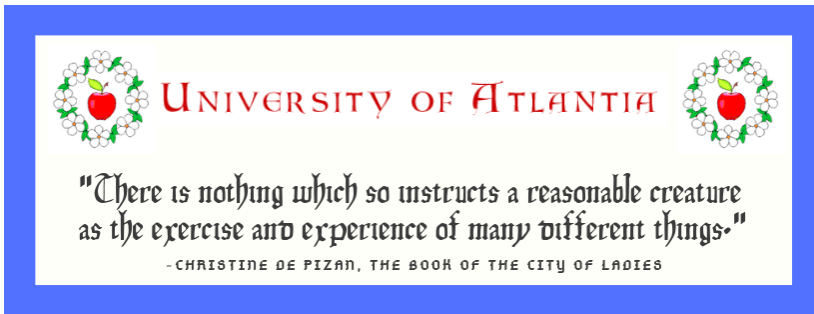 University of Atlantia
"There is nothing which so instructs a reasonable creature
as the exercise and experience of many different things."
-Christine de Pizan, The Book of the City of Ladies